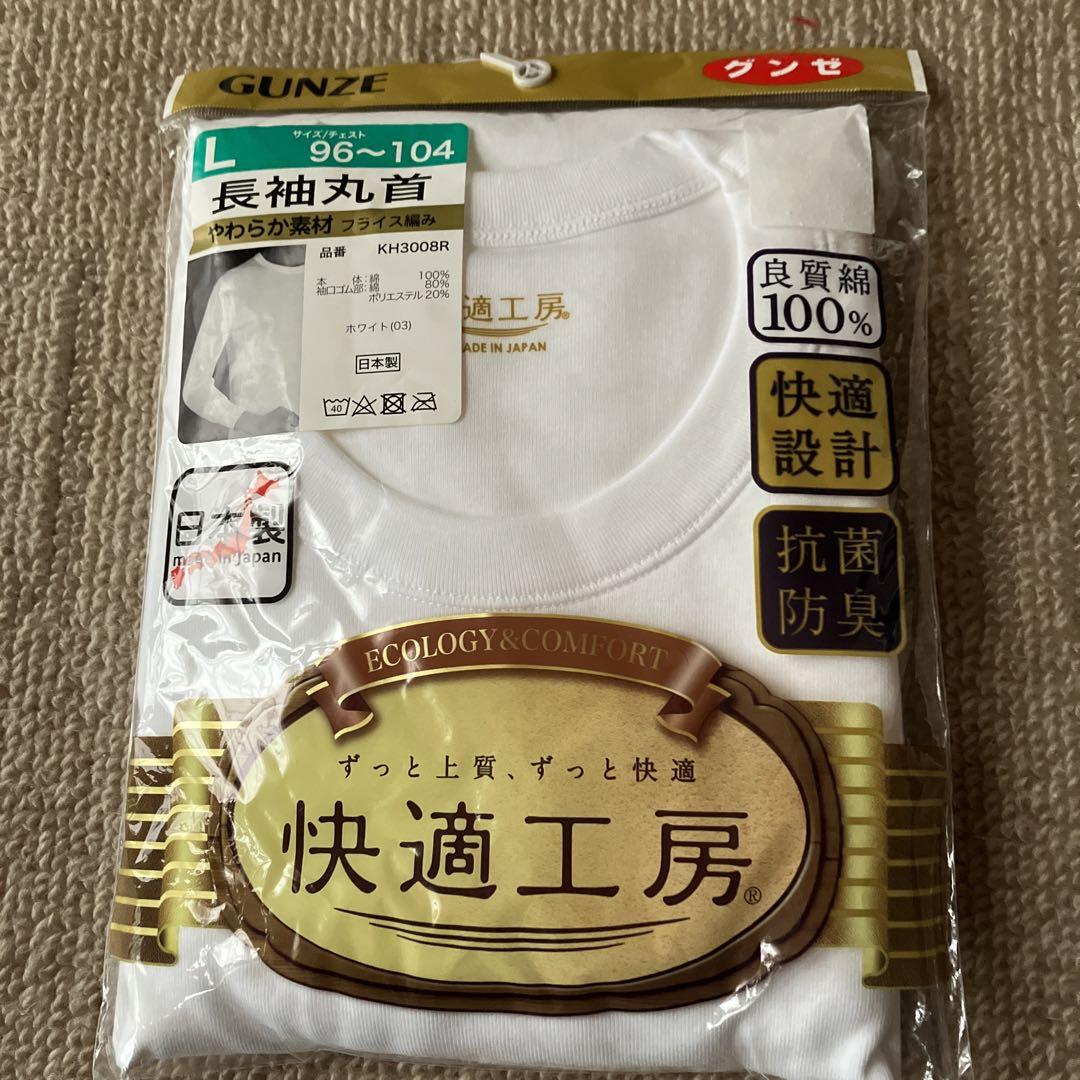 GUNZE
グンゼ
L
サイズ/チェスト
96～104
長袖丸首
やわらか素材 フライス編み
品番 KH3008R
本体:綿 100%
袖口ゴム部:綿 80%
ポリエステル 20%
ホワイト(03)
日本製
40
適工房®
ADE IN JAPAN
良質綿
100%
快適
設計
抗菌
防臭
日本製
made in Japan
ECOLOGY&COMFORT
ずっと上質、ずっと快適
快適工房®